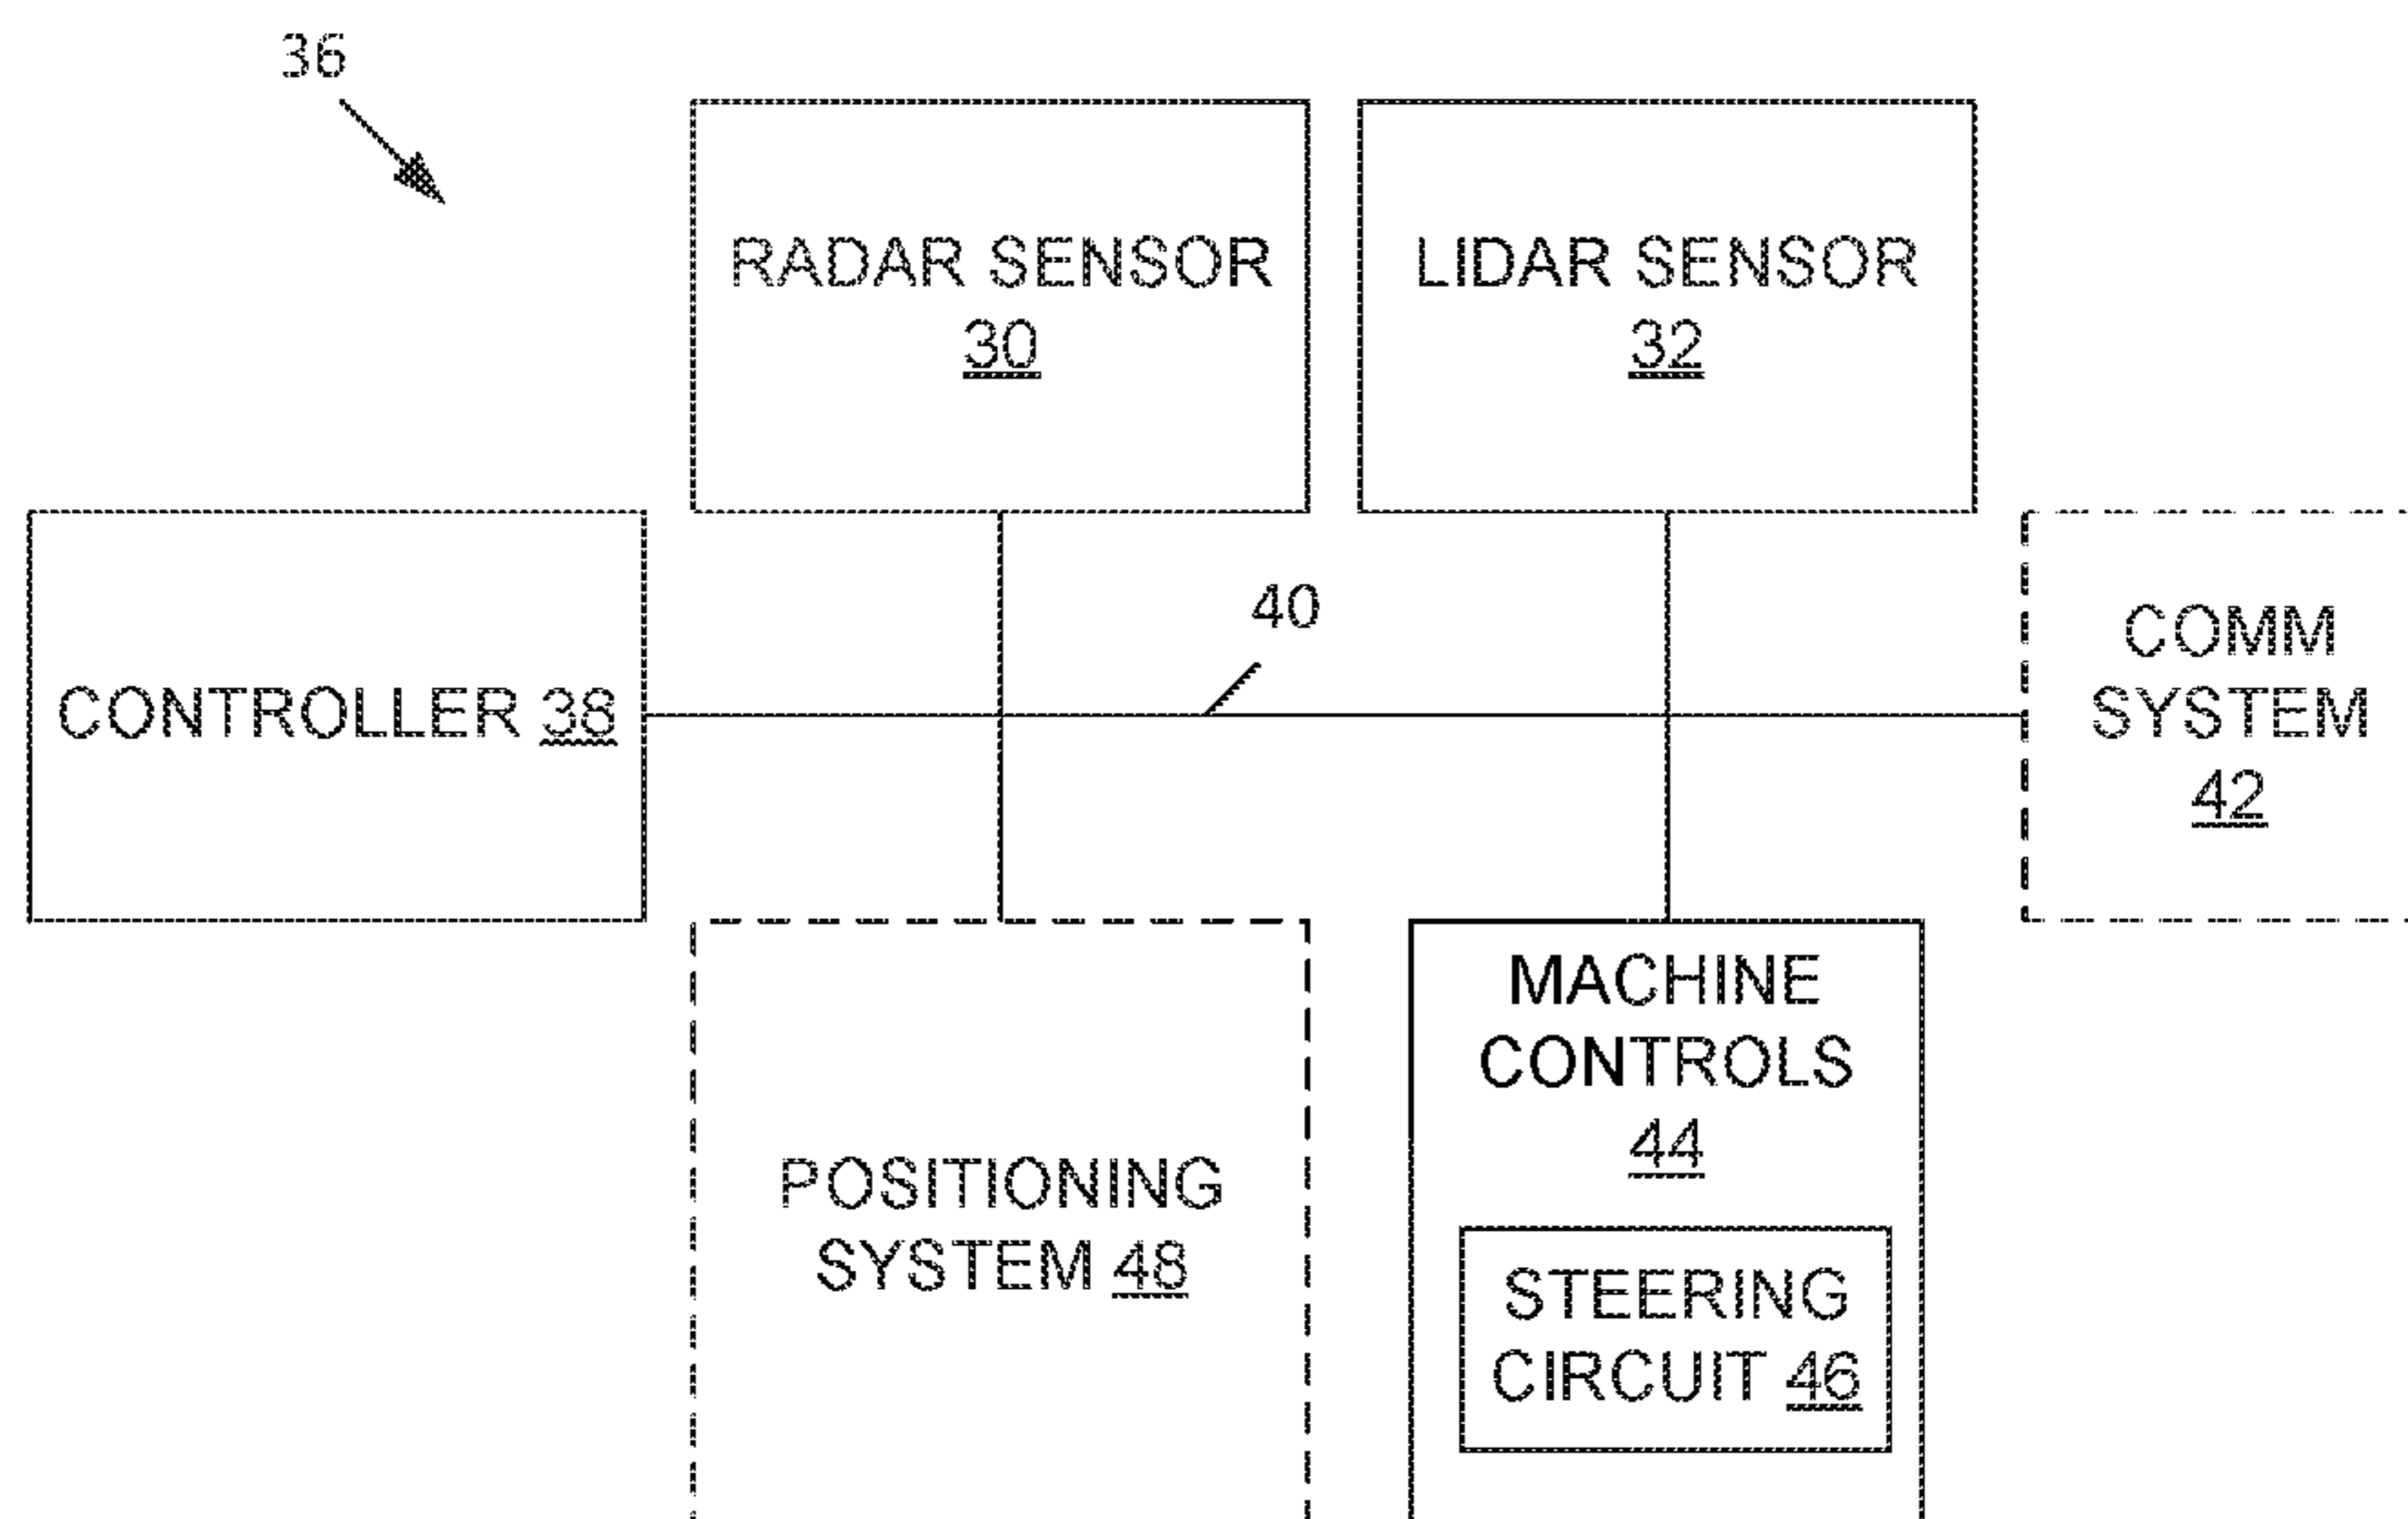 36
RADAR SENSOR
30
LIDAR SENSOR
32
40
CONTROLLER 38
COMM
SYSTEM
42
POSITIONING
SYSTEM 48
MACHINE
CONTROLS
44
STEERING
CIRCUIT 46